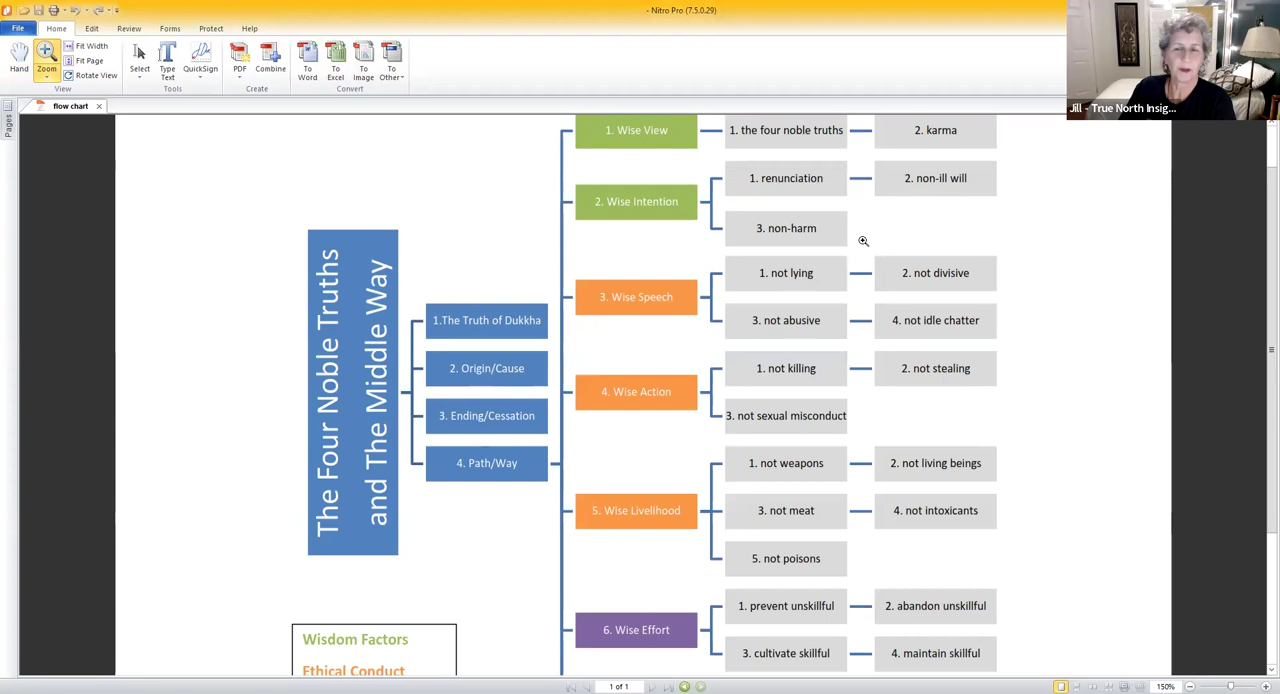 - Nitro Pro (7.5.0.29)
File Home Edit Review Forms Protect Help
Hand
Zoom
Fit Width
Fit Page
Rotate View
View
Select
Type Text
QuickSign
Tools
PDF
Combine
Create
To Word
To Excel
To Image
To Other
Convert
Jill - True North Insig...
flow chart
Pages
The Four Noble Truths
and The Middle Way
1.The Truth of Dukkha
2. Origin/Cause
3. Ending/Cessation
4. Path/Way
1. Wise View
1. the four noble truths
2. karma
2. Wise Intention
1. renunciation
2. non-ill will
3. non-harm
3. Wise Speech
1. not lying
2. not divisive
3. not abusive
4. not idle chatter
4. Wise Action
1. not killing
2. not stealing
3. not sexual misconduct
5. Wise Livelihood
1. not weapons
2. not living beings
3. not meat
4. not intoxicants
5. not poisons
6. Wise Effort
1. prevent unskillful
2. abandon unskillful
3. cultivate skillful
4. maintain skillful
Wisdom Factors
Ethical Conduct
1 of 1
150%